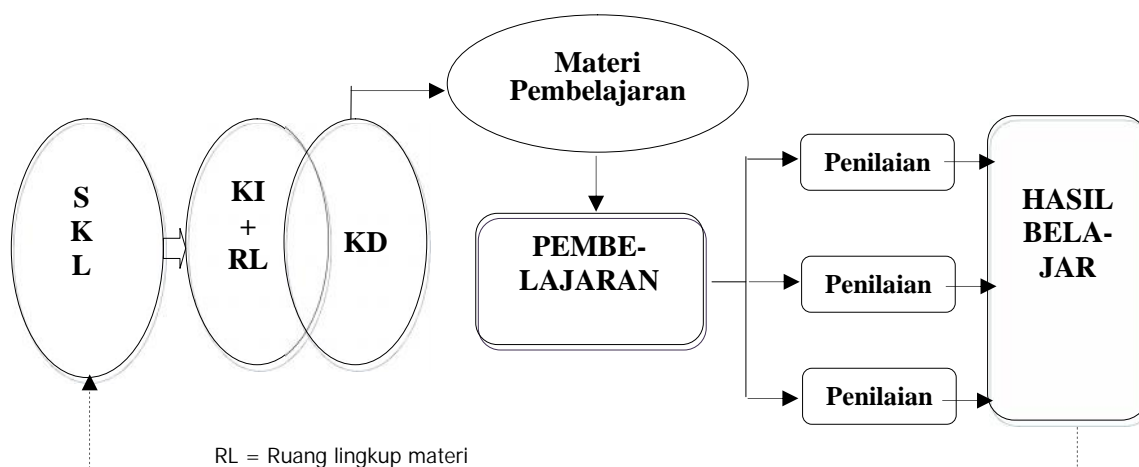 S
K
L
KI
+
RL
KD
Materi
Pembelajaran
PEMBE-
LAJARAN
Penilaian
Penilaian
Penilaian
HASIL
BELA-
JAR
RL = Ruang lingkup materi